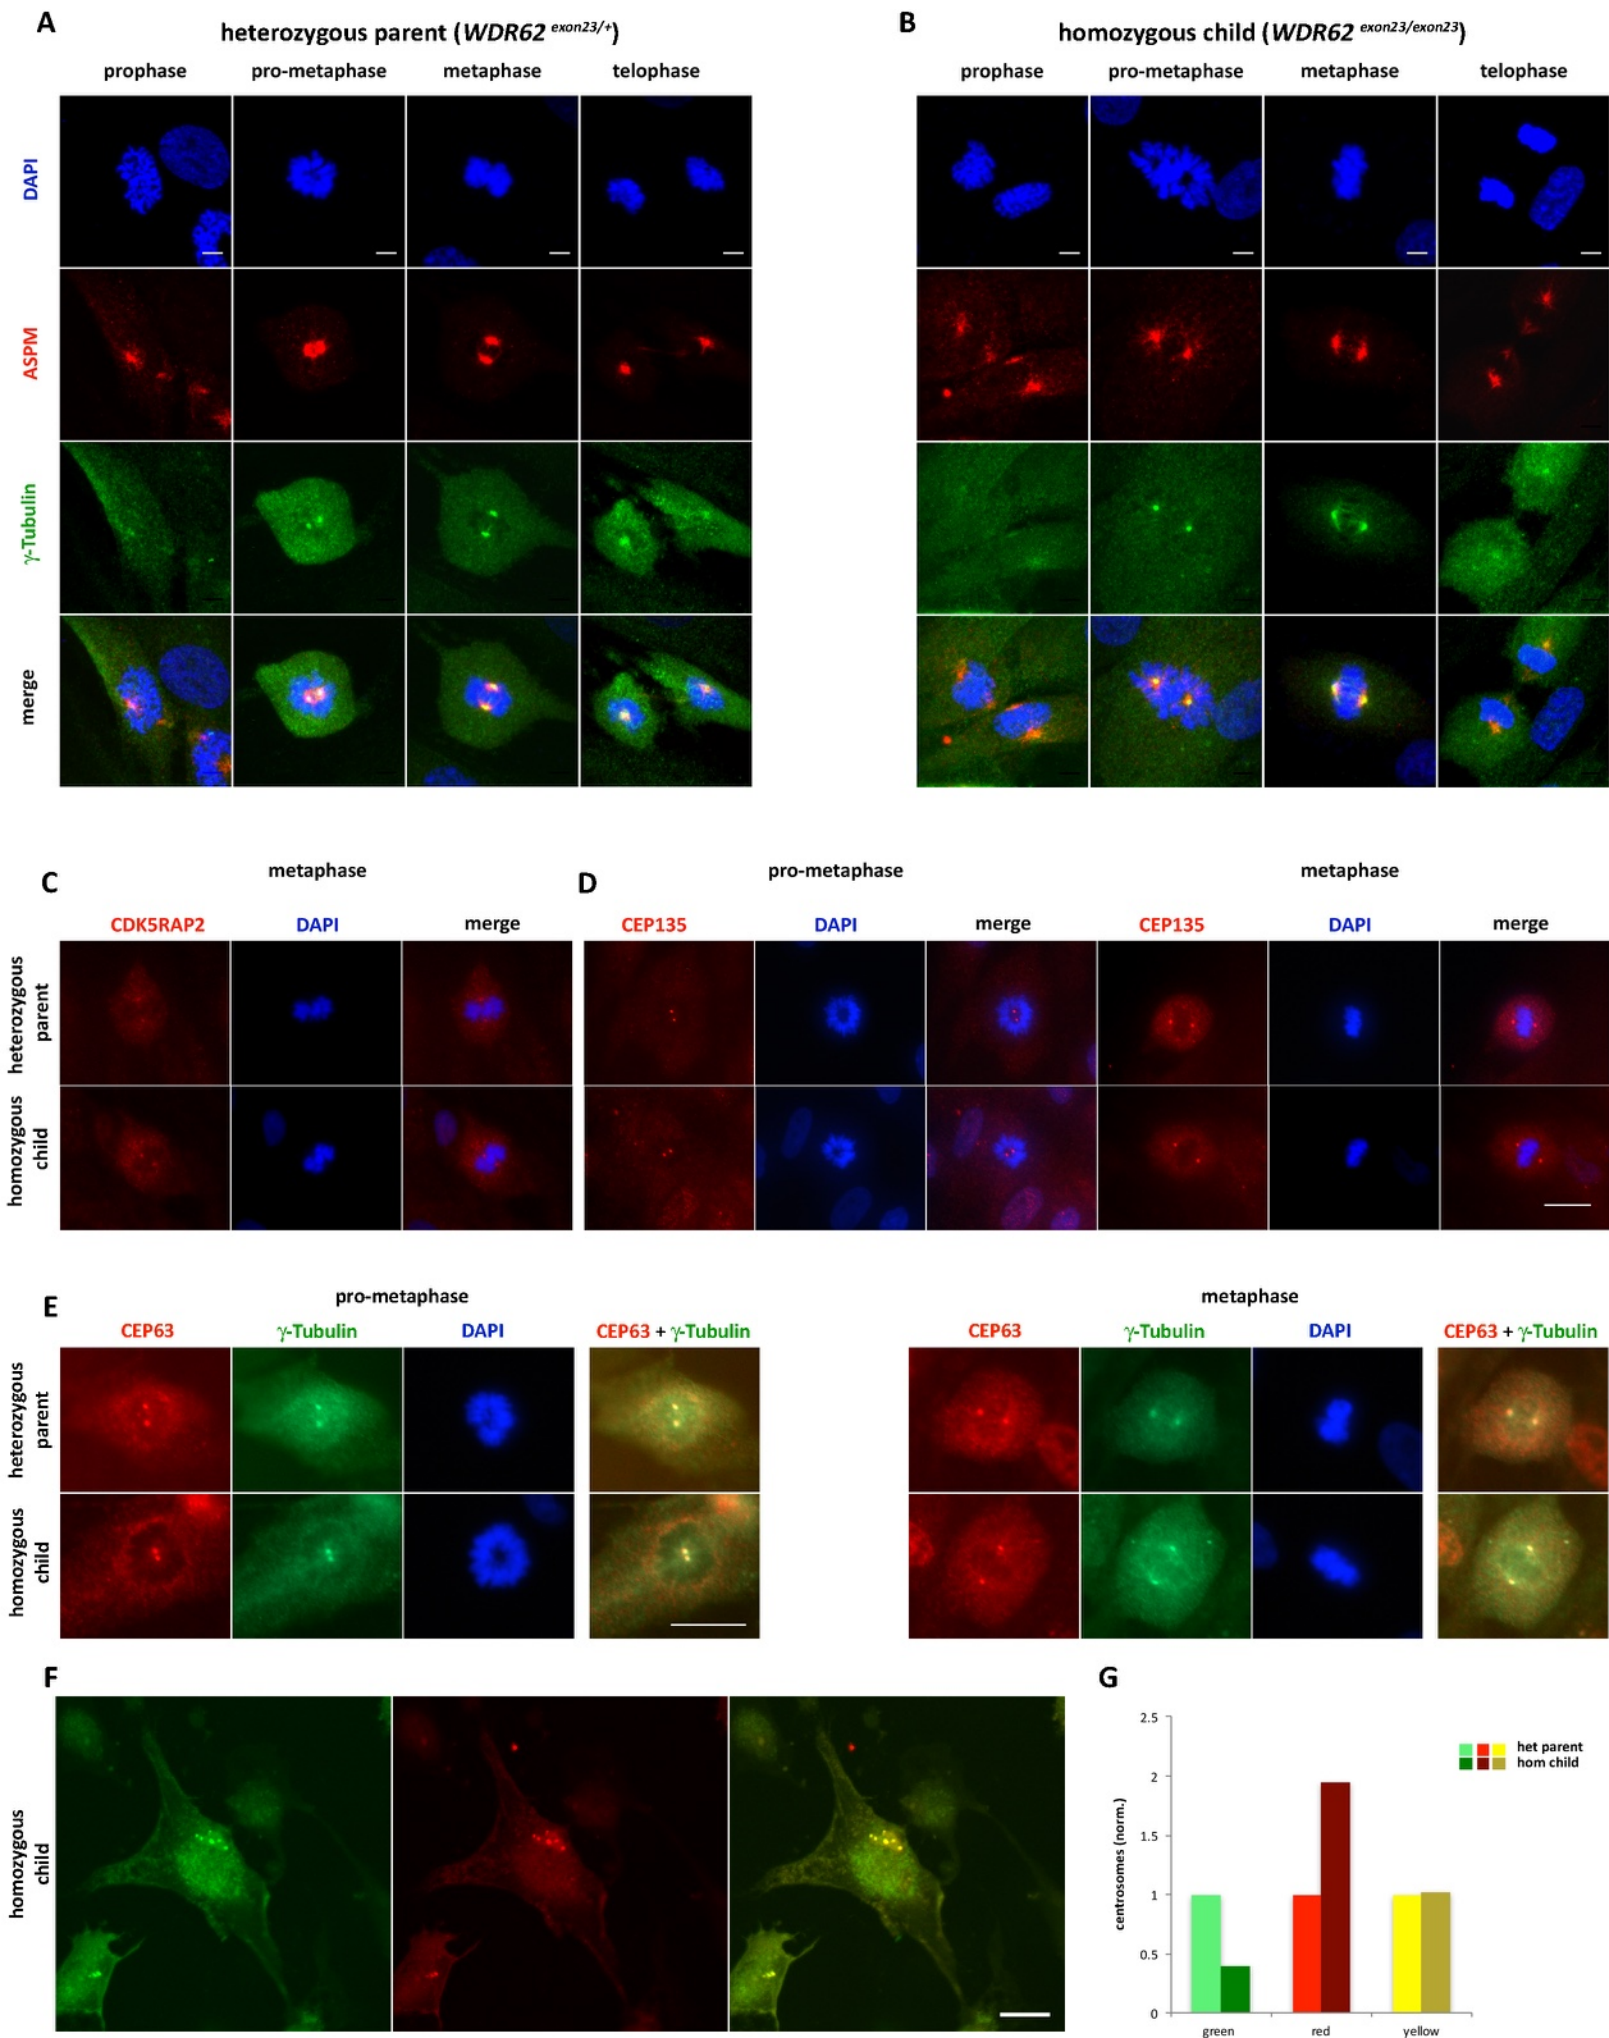 A
heterozygous parent (WDR62 exon23/+)
prophase pro-metaphase metaphase telophase
DAPI
ASPM
γ-Tubulin
merge
B
homozygous child (WDR62 exon23/exon23)
prophase pro-metaphase metaphase telophase
C
metaphase
CDK5RAP2 DAPI merge
heterozygous
parent
homozygous
child
D
pro-metaphase metaphase
CEP135 DAPI merge CEP135 DAPI merge
E
pro-metaphase metaphase
CEP63 γ-Tubulin DAPI CEP63 + γ-Tubulin CEP63 γ-Tubulin DAPI CEP63 + γ-Tubulin
heterozygous
parent
homozygous
child
F
homozygous
child
G
centrosomes (norm.)
2.5
2
1.5
1
0.5
0
green red yellow
het parent
hom child